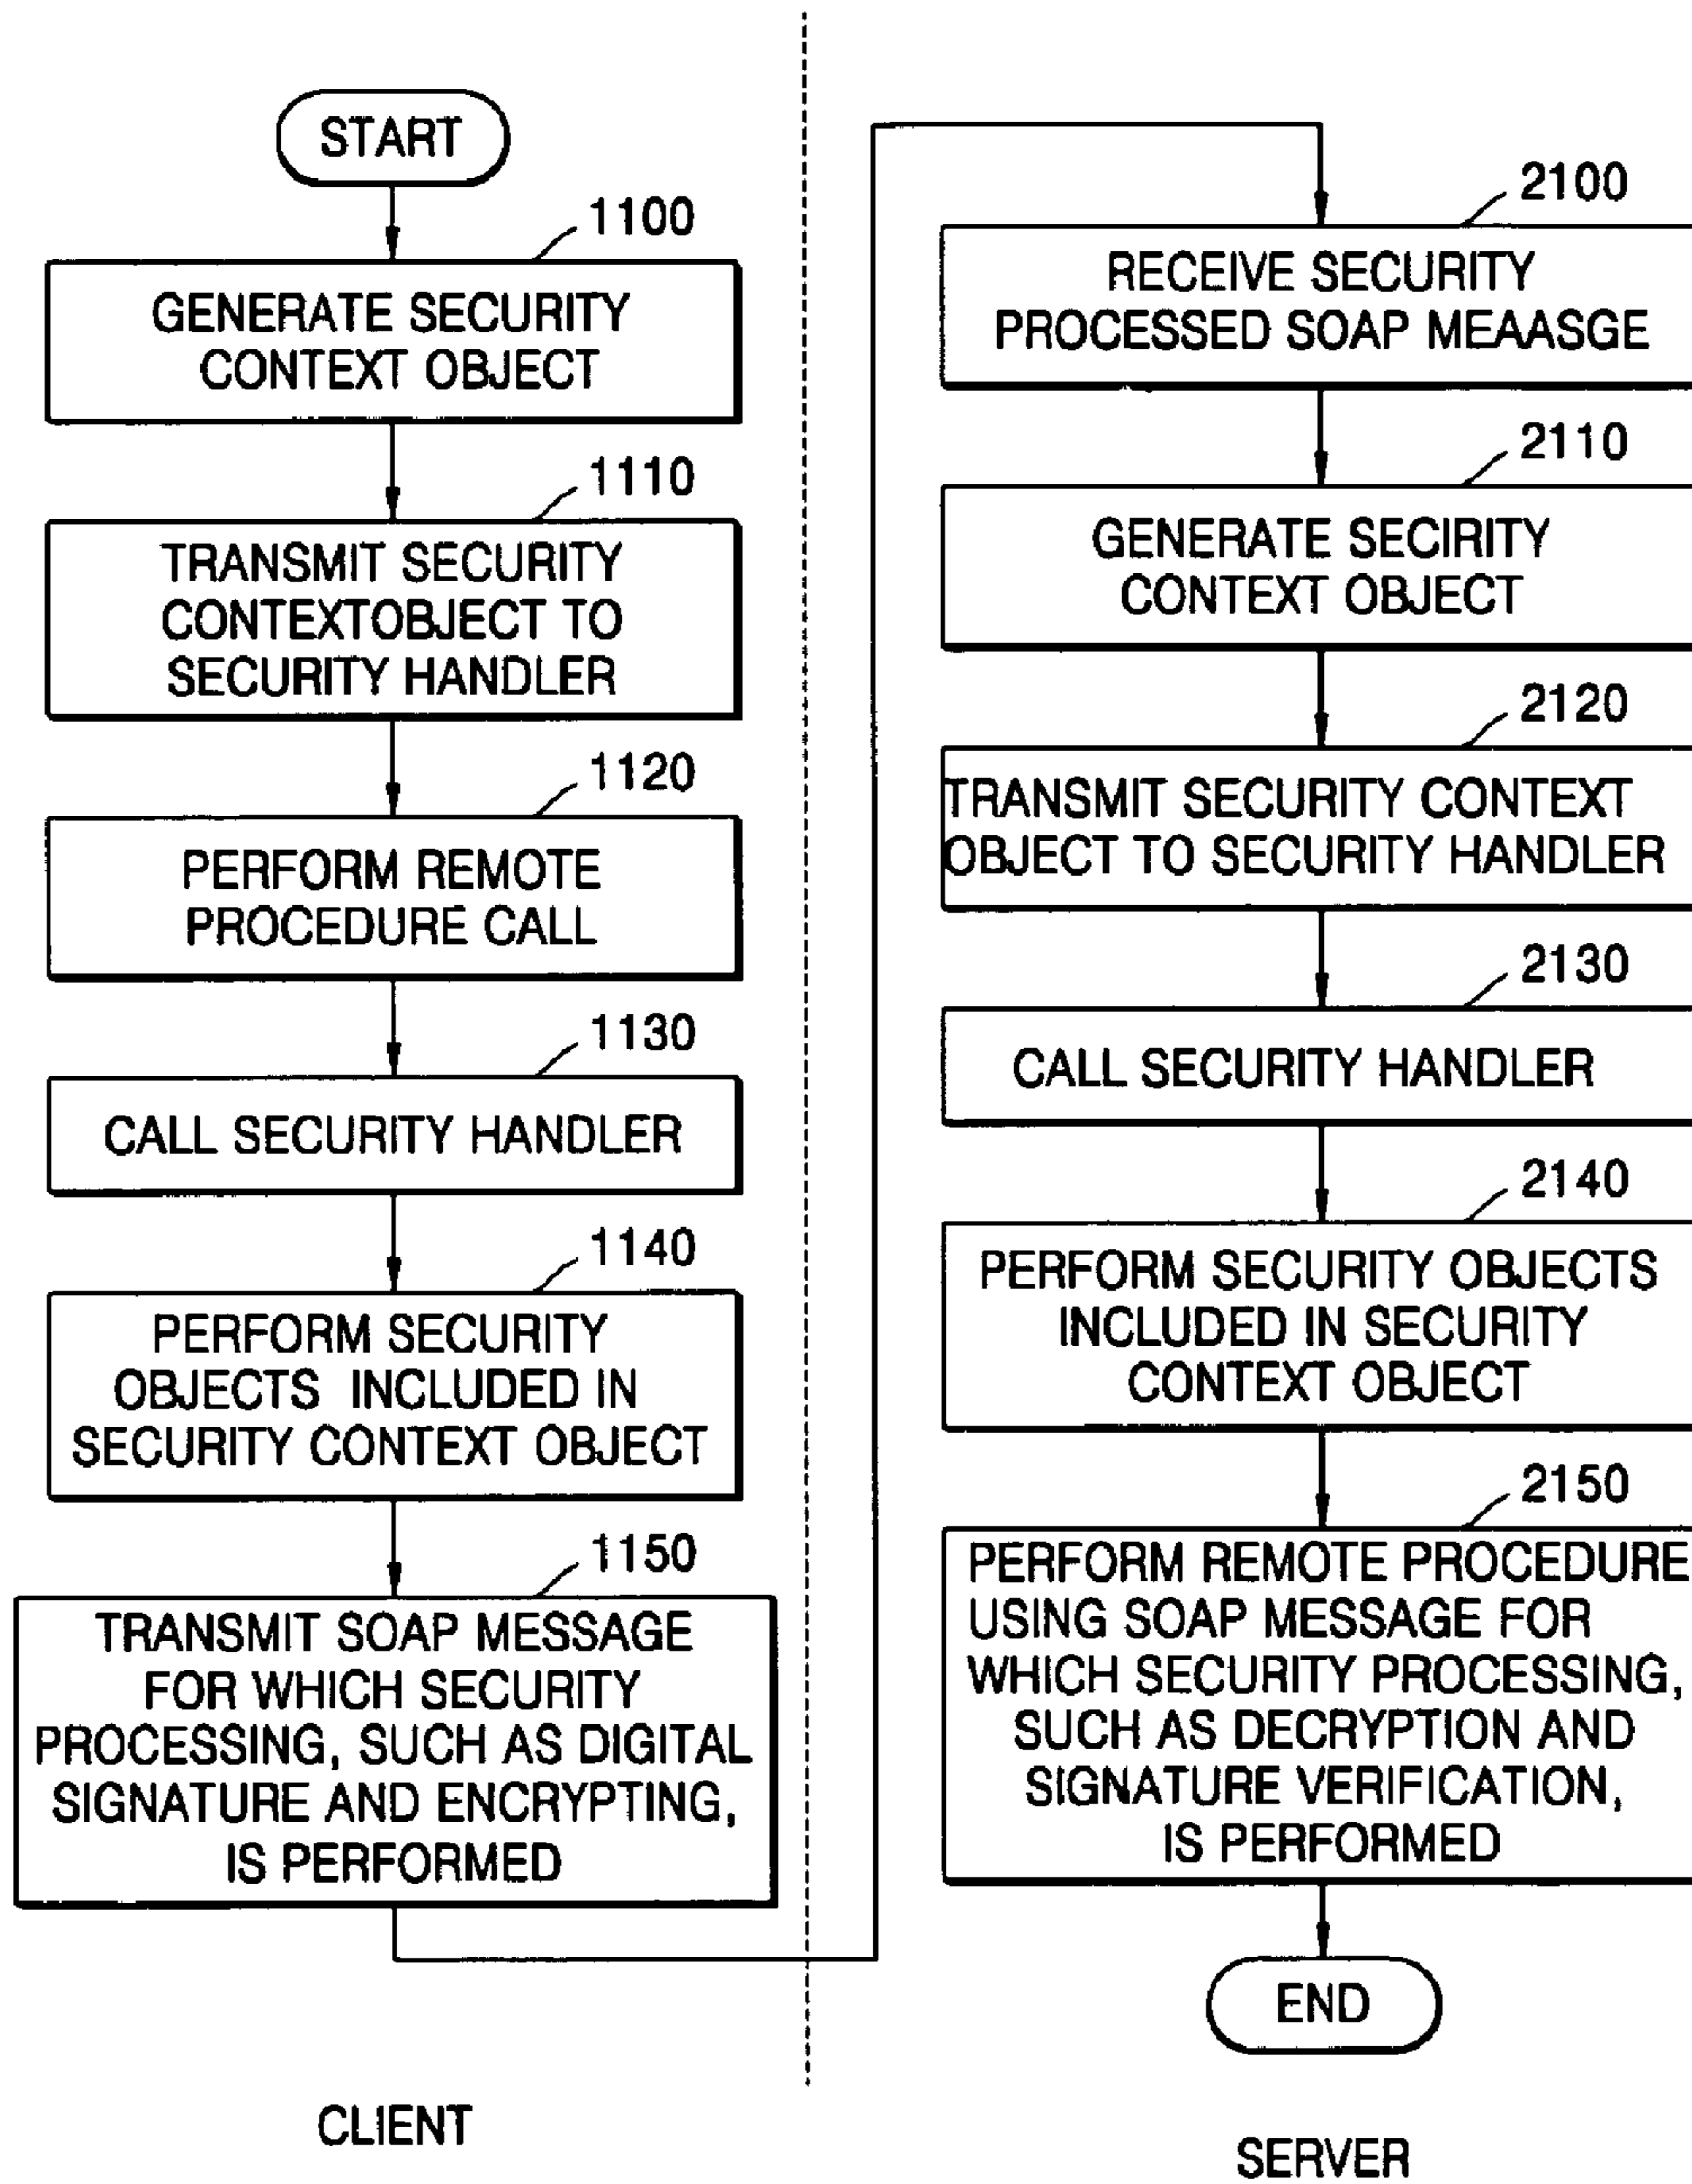 START
1100
GENERATE SECURITY
CONTEXT OBJECT
1110
TRANSMIT SECURITY
CONTEXTOBJECT TO
SECURITY HANDLER
1120
PERFORM REMOTE
PROCEDURE CALL
1130
CALL SECURITY HANDLER
1140
PERFORM SECURITY
OBJECTS INCLUDED IN
SECURITY CONTEXT OBJECT
1150
TRANSMIT SOAP MESSAGE
FOR WHICH SECURITY
PROCESSING, SUCH AS DIGITAL
SIGNATURE AND ENCRYPTING,
IS PERFORMED
CLIENT
2100
RECEIVE SECURITY
PROCESSED SOAP MEAASGE
2110
GENERATE SECIRITY
CONTEXT OBJECT
2120
TRANSMIT SECURITY CONTEXT
OBJECT TO SECURITY HANDLER
2130
CALL SECURITY HANDLER
2140
PERFORM SECURITY OBJECTS
INCLUDED IN SECURITY
CONTEXT OBJECT
2150
PERFORM REMOTE PROCEDURE
USING SOAP MESSAGE FOR
WHICH SECURITY PROCESSING,
SUCH AS DECRYPTION AND
SIGNATURE VERIFICATION,
IS PERFORMED
END
SERVER